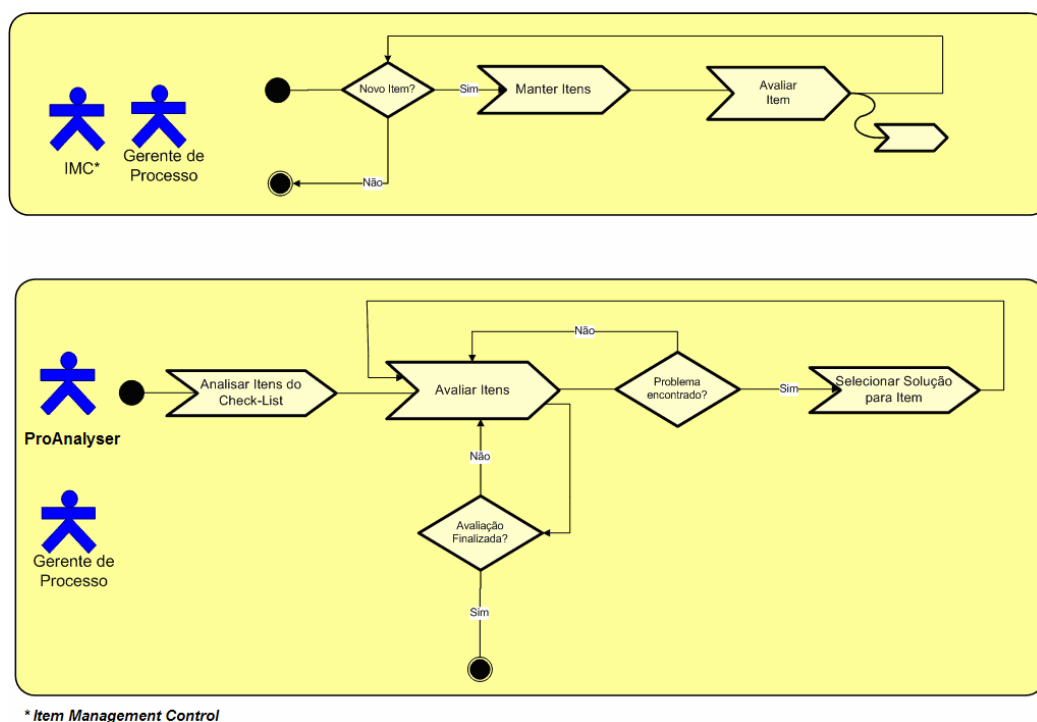 Novo Item?
Sim
Manter Itens
Avaliar
Item
IMC*
Gerente de
Processo
Não
Não
ProAnalyser
Analisar Itens do
Check-List
Avaliar Itens
Problema
encontrado?
Sim
Selecionar Solução
para Item
Não
Avaliação
Finalizada?
Gerente de
Processo
Sim
* Item Management Control